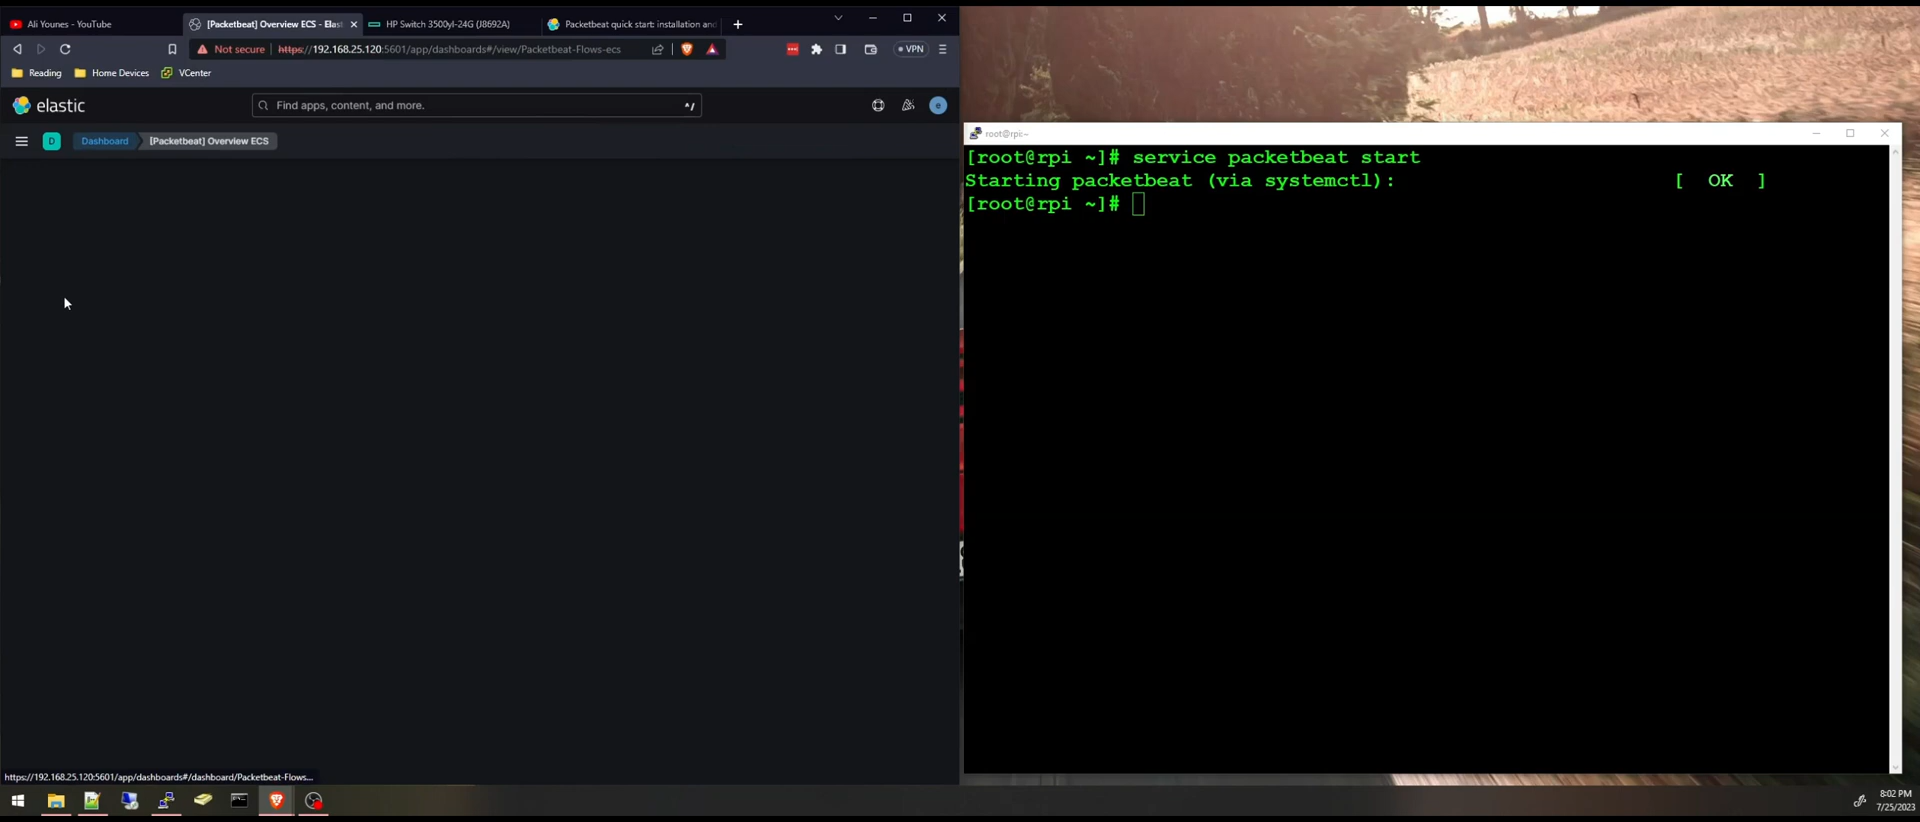 Ali Younes - YouTube
[Packetbeat] Overview ECS - Elast
HP Switch 3500yl-24G (J8692A)
Packetbeat quick start: installation and
Not secure
https://192.168.25.120:5601/app/dashboards#/view/Packetbeat-Flows-ecs
VPN
Reading
Home Devices
VCenter
elastic
Find apps, content, and more.
^/
e
D
Dashboard
[Packetbeat] Overview ECS
https://192.168.25.120:5601/app/dashboards#/dashboard/Packetbeat-Flows...
root@rpi:~
[root@rpi ~]# service packetbeat start
Starting packetbeat (via systemctl): [ OK ]
[root@rpi ~]#
8:02 PM
7/25/2023